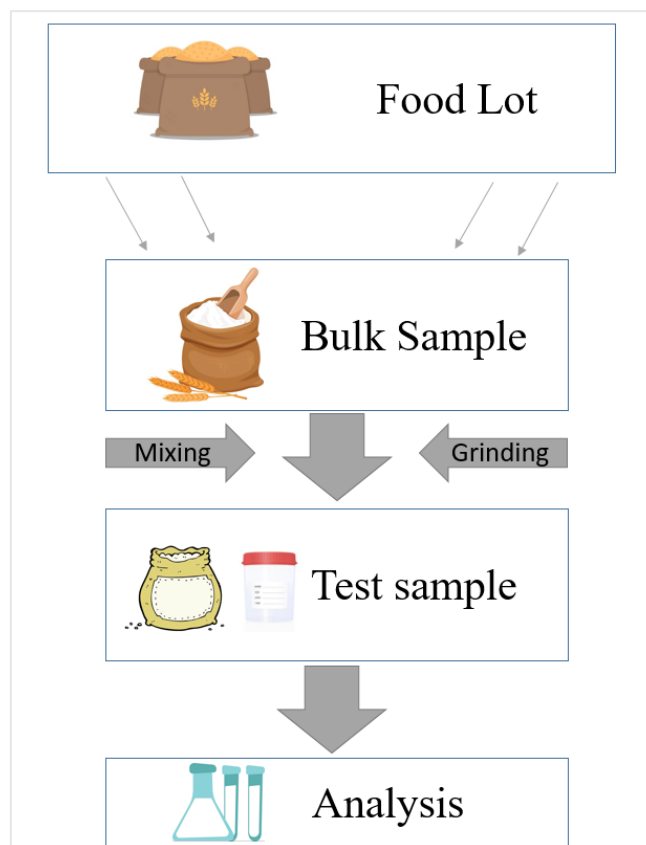 Food Lot
Bulk Sample
Mixing
Grinding
Test sample
Analysis